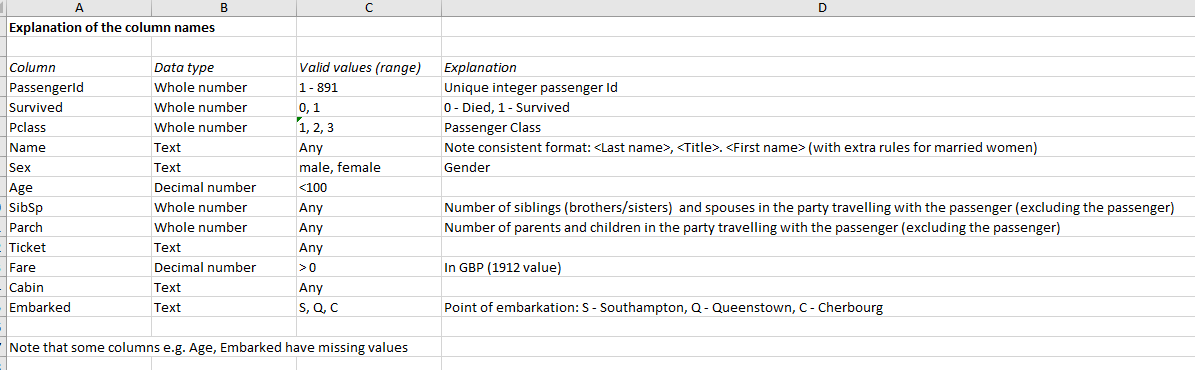 A B C D
Explanation of the column names
Column Data type Valid values (range) Explanation
PassengerId Whole number 1 - 891 Unique integer passenger Id
Survived Whole number 0, 1 0 - Died, 1 - Survived
Pclass Whole number 1, 2, 3 Passenger Class
Name Text Any Note consistent format: <Last name>, <Title>. <First name> (with extra rules for married women)
Sex Text male, female Gender
Age Decimal number <100
SibSp Whole number Any Number of siblings (brothers/sisters)  and spouses in the party travelling with the passenger (excluding the passenger)
Parch Whole number Any Number of parents and children in the party travelling with the passenger (excluding the passenger)
Ticket Text Any
Fare Decimal number > 0 In GBP (1912 value)
Cabin Text Any
Embarked Text S, Q, C Point of embarkation: S - Southampton, Q - Queenstown, C - Cherbourg
Note that some columns e.g. Age, Embarked have missing values